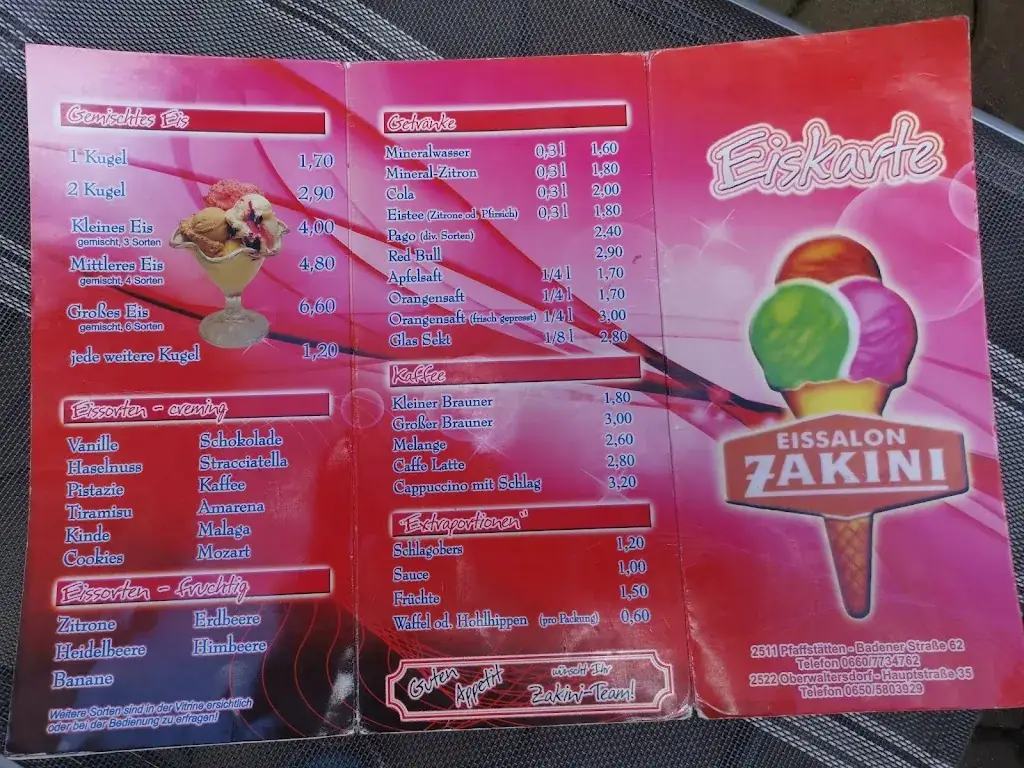 Gemischtes Eis
1 Kugel 1,70
2 Kugel 2,90
Kleines Eis 4,00
gemischt, 3 Sorten
Mittleres Eis 4,80
gemischt, 4 Sorten
Großes Eis 6,60
gemischt, 6 Sorten
jede weitere Kugel 1,20
Eissorten - creming
Vanille Schokolade
Haselnuss Stracciatella
Pistazie Kaffee
Tiramisu Amarena
Kinde Malaga
Cookies Mozart
Eissorten - fruchtig
Zitrone Erdbeere
Heidelbeere Himbeere
Banane
Weitere Sorten sind in der Vitrine ersichtlich
oder bei der Bedienung zu erfragen!
Getränke
Mineralwasser 0,3 l 1,60
Mineral-Zitron 0,3 l 1,80
Cola 0,3 l 2,00
Eistee (Zitrone od. Pfirsich) 0,3 l 1,80
Pago (div. Sorten) 2,40
Red Bull 2,90
Apfelsaft 1/4 l 1,70
Orangensaft 1/4 l 1,70
Orangensaft (frisch gepresst) 1/4 l 3,00
Glas Sekt 1/8 l 2,80
Kaffee
Kleiner Brauner 1,80
Großer Brauner 3,00
Melange 2,60
Caffe Latte 2,80
Cappuccino mit Schlag 3,20
"Extraportionen"
Schlagobers 1,20
Sauce 1,00
Früchte 1,50
Waffel od. Hohlhippen (pro Packung) 0,60
Guten Appetit
wünscht Ihr
Zakini-Team!
Eiskarte
EISSALON
ZAKINI
2511 Pfaffstätten - Badener Straße 62
Telefon 0660/7734762
2522 Oberwaltersdorf - Hauptstraße 35
Telefon 0650/5803929